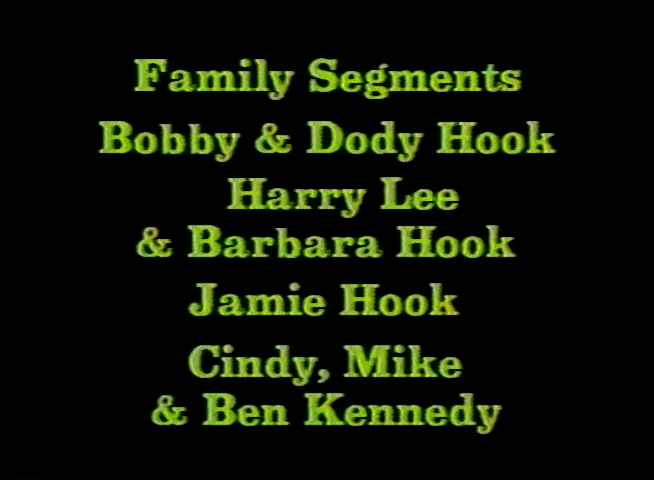 Family Segments
Bobby & Dody Hook
Harry Lee
& Barbara Hook
Jamie Hook
Cindy, Mike
& Ben Kennedy